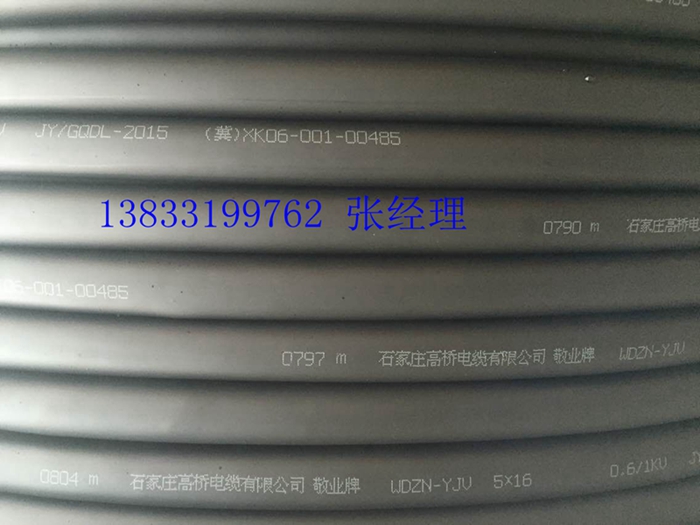 JY/GQDL-2015 (冀)XK06-001-00485
13833199762 张经理
0790 m 石家庄高桥电
06-001-00485
0797 m 石家庄高桥电缆有限公司 敬业牌 WDZN-YJV
0804 m 石家庄高桥电缆有限公司 敬业牌 WDZN-YJV 5×16 0.6/1KV JY